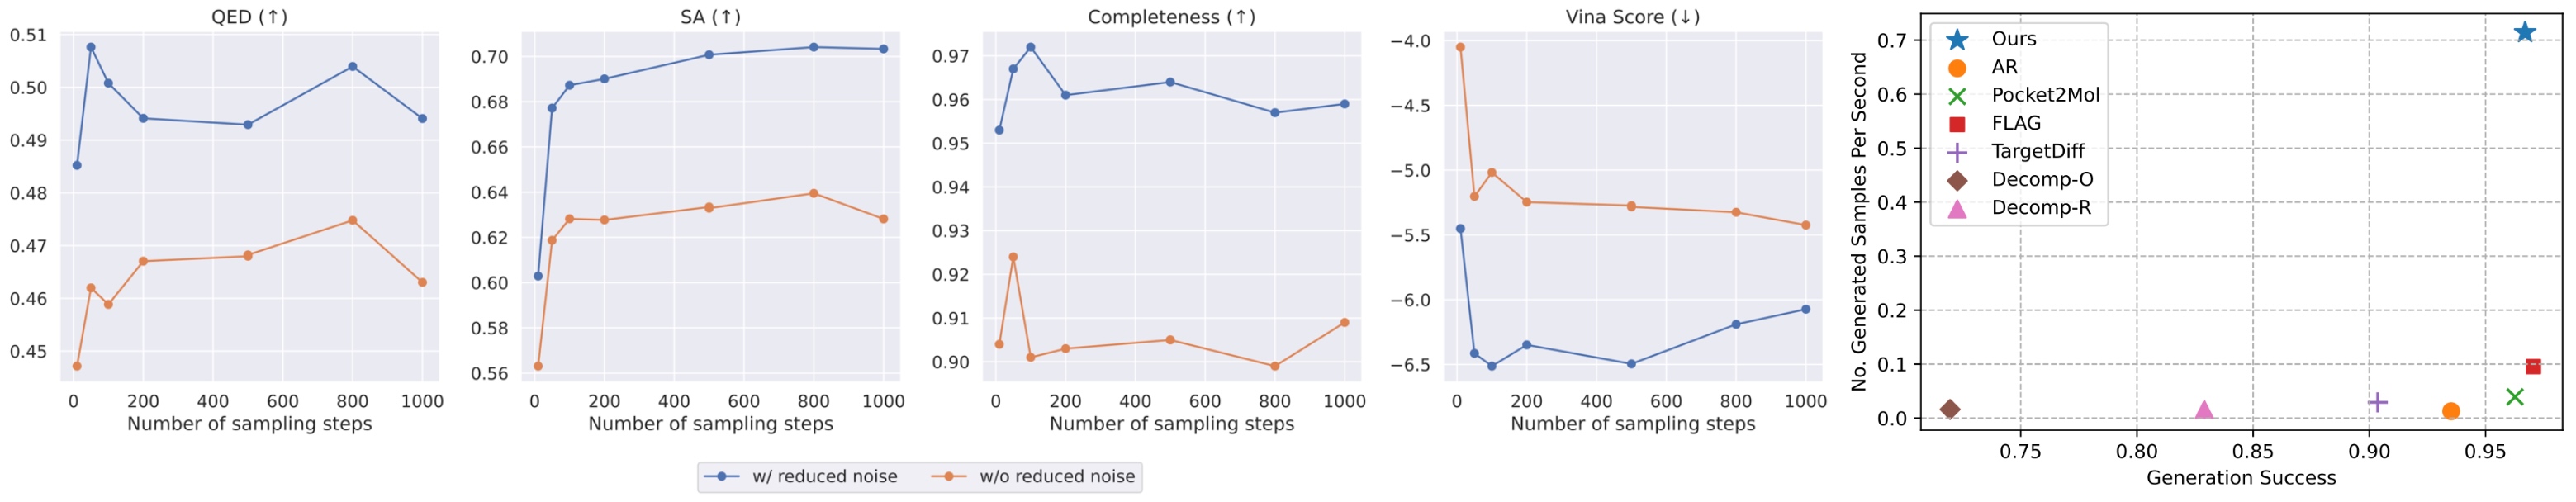 QED (↑)
0.51
0.50
0.49
0.48
0.47
0.46
0.45
0 200 400 600 800 1000
Number of sampling steps
SA (↑)
0.70
0.68
0.66
0.64
0.62
0.60
0.58
0.56
0 200 400 600 800 1000
Number of sampling steps
Completeness (↑)
0.97
0.96
0.95
0.94
0.93
0.92
0.91
0.90
0 200 400 600 800 1000
Number of sampling steps
Vina Score (↓)
−4.0
−4.5
−5.0
−5.5
−6.0
−6.5
0 200 400 600 800 1000
Number of sampling steps
w/ reduced noise w/o reduced noise
No. Generated Samples Per Second
0.7
0.6
0.5
0.4
0.3
0.2
0.1
0.0
Ours
AR
Pocket2Mol
FLAG
TargetDiff
Decomp-O
Decomp-R
0.75 0.80 0.85 0.90 0.95
Generation Success